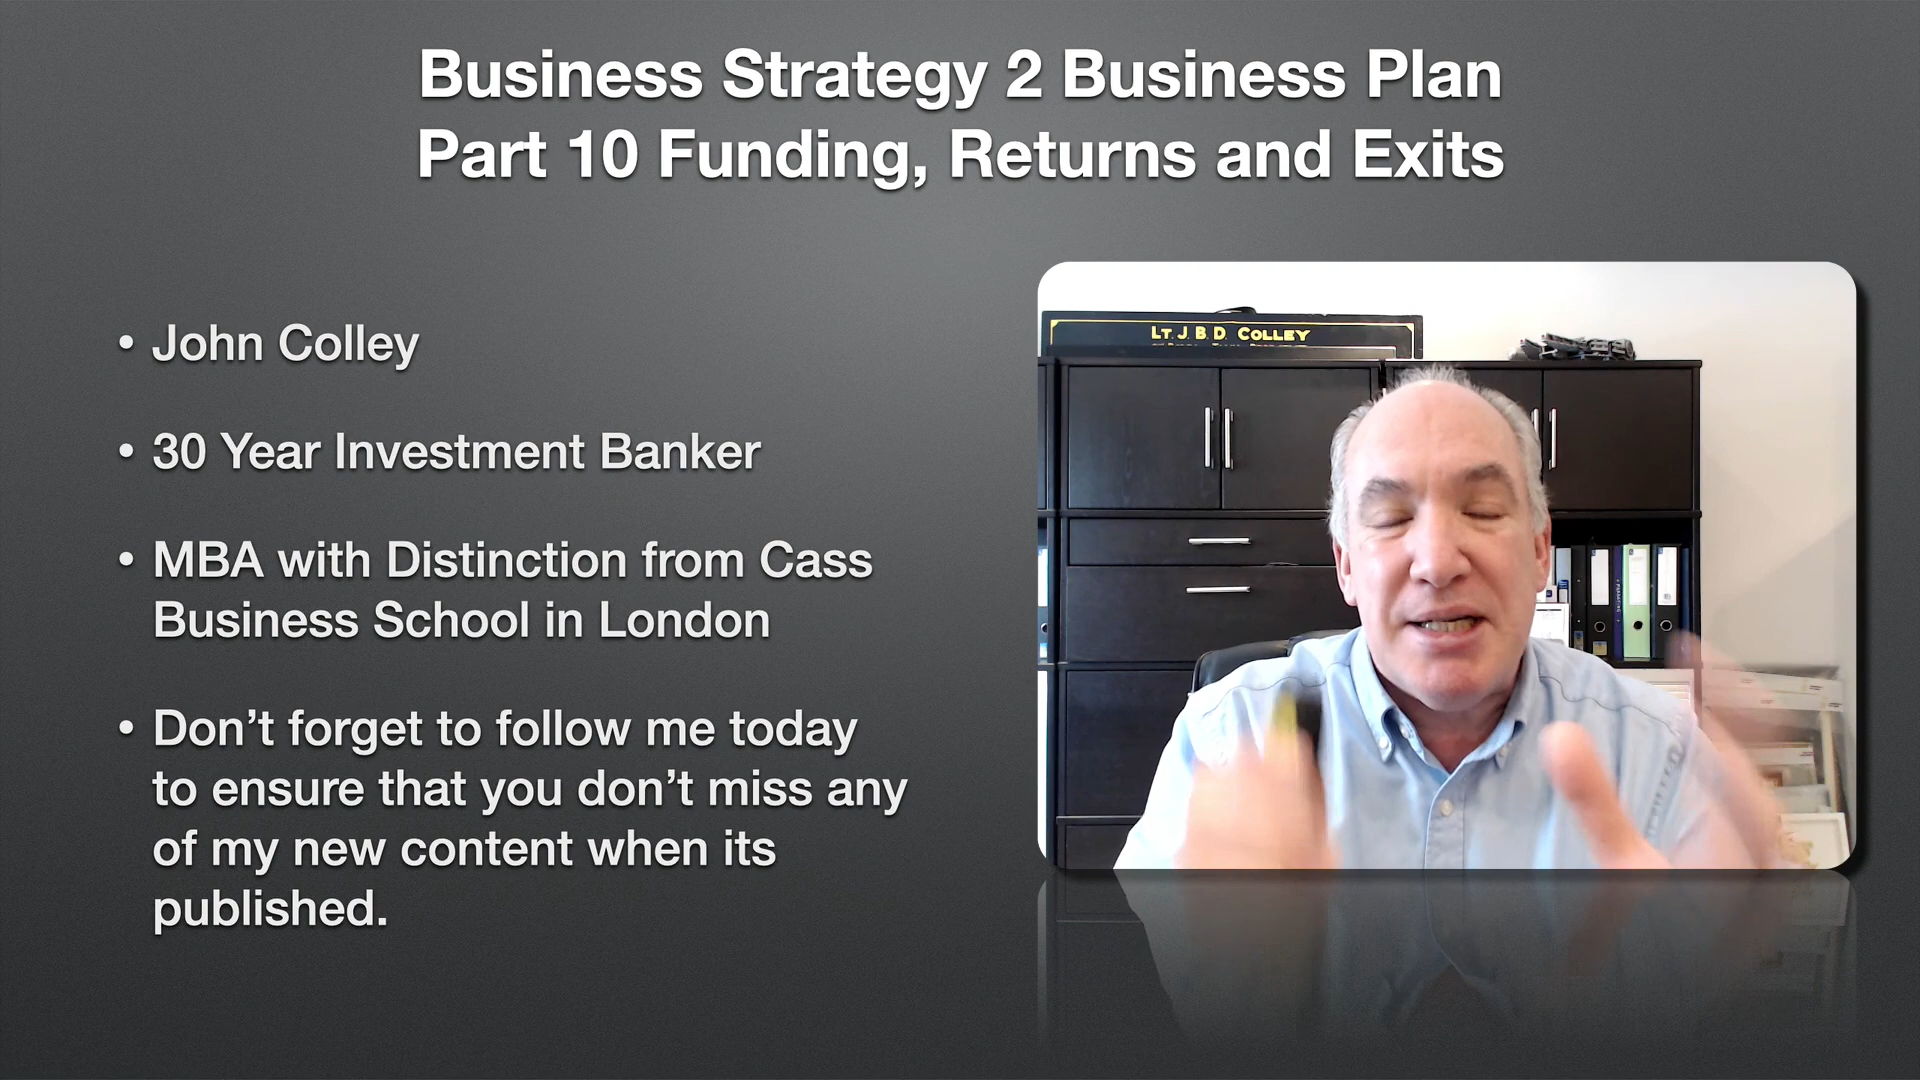 Business Strategy 2 Business Plan
Part 10 Funding, Returns and Exits
• John Colley
• 30 Year Investment Banker
• MBA with Distinction from Cass
Business School in London
• Don’t forget to follow me today
to ensure that you don’t miss any
of my new content when its
published.
LT. J. B. D. COLLEY